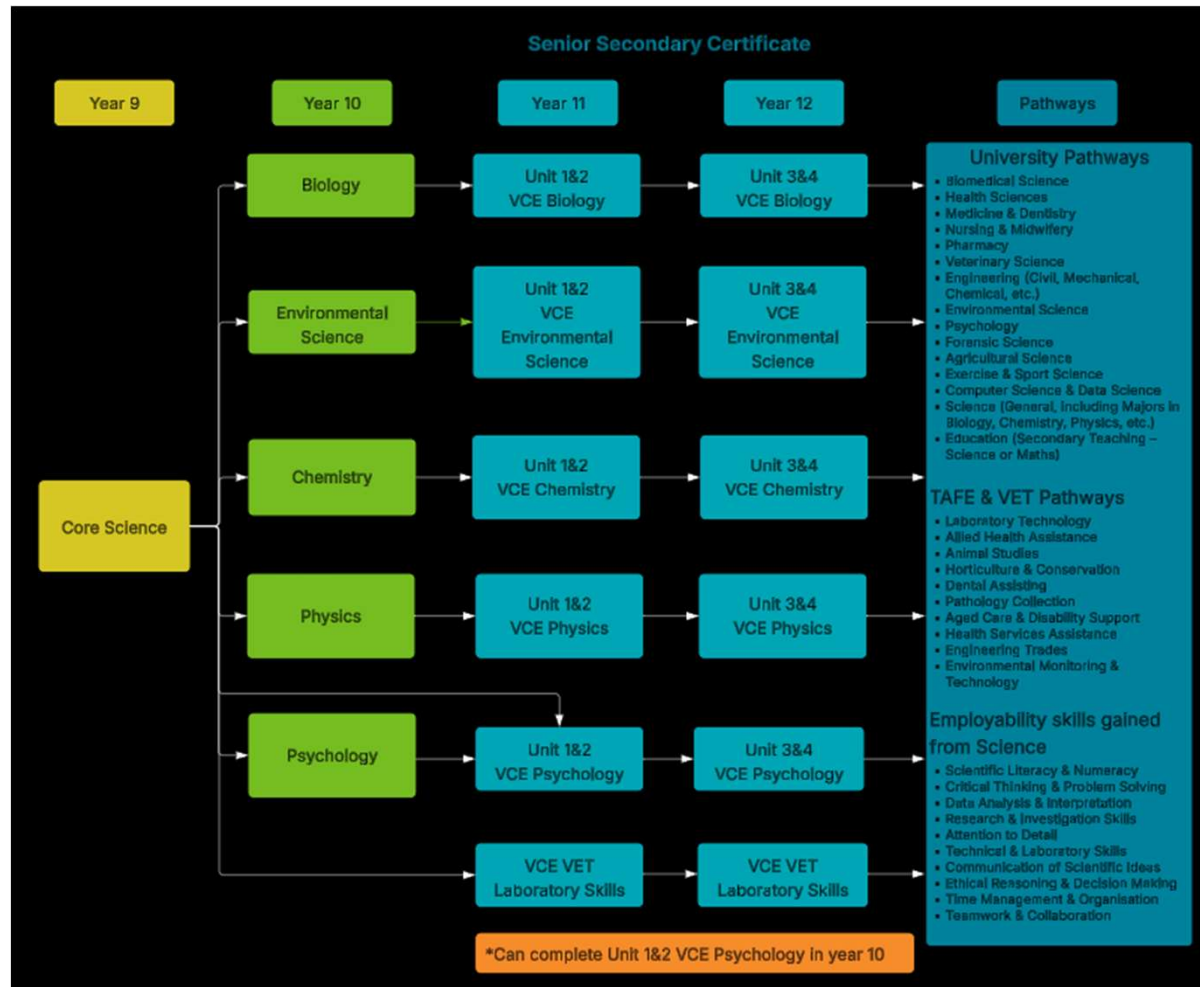 Senior Secondary Certificate
Year 9
Year 10
Year 11
Year 12
Pathways
Core Science
Biology
Unit 1&2
VCE Biology
Unit 3&4
VCE Biology
Environmental
Science
Unit 1&2
VCE
Environmental
Science
Unit 3&4
VCE
Environmental
Science
Chemistry
Unit 1&2
VCE Chemistry
Unit 3&4
VCE Chemistry
Physics
Unit 1&2
VCE Physics
Unit 3&4
VCE Physics
Psychology
Unit 1&2
VCE Psychology
Unit 3&4
VCE Psychology
VCE VET
Laboratory Skills
VCE VET
Laboratory Skills
*Can complete Unit 1&2 VCE Psychology in year 10
University Pathways
• Biomedical Science
• Health Sciences
• Medicine & Dentistry
• Nursing & Midwifery
• Pharmacy
• Veterinary Science
• Engineering (Civil, Mechanical,
Chemical, etc.)
• Environmental Science
• Psychology
• Forensic Science
• Agricultural Science
• Exercise & Sport Science
• Computer Science & Data Science
• Science (General, including Majors in
Biology, Chemistry, Physics, etc.)
• Education (Secondary Teaching –
Science or Maths)
TAFE & VET Pathways
• Laboratory Technology
• Allied Health Assistance
• Animal Studies
• Horticulture & Conservation
• Dental Assisting
• Pathology Collection
• Aged Care & Disability Support
• Health Services Assistance
• Engineering Trades
• Environmental Monitoring &
Technology
Employability skills gained
from Science
• Scientific Literacy & Numeracy
• Critical Thinking & Problem Solving
• Data Analysis & Interpretation
• Research & Investigation Skills
• Attention to Detail
• Technical & Laboratory Skills
• Communication of Scientific Ideas
• Ethical Reasoning & Decision Making
• Time Management & Organisation
• Teamwork & Collaboration